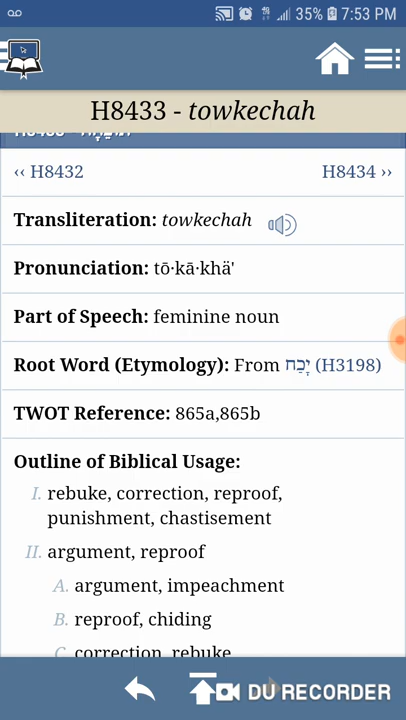 35% 7:53 PM
H8433 - towkechah
‹‹ H8432 H8434 ››
Transliteration: towkechah
Pronunciation: tō·kā·khä'
Part of Speech: feminine noun
Root Word (Etymology): From יָכַח (H3198)
TWOT Reference: 865a,865b
Outline of Biblical Usage:
I. rebuke, correction, reproof,
punishment, chastisement
II. argument, reproof
A. argument, impeachment
B. reproof, chiding
C. correction, rebuke
DU RECORDER